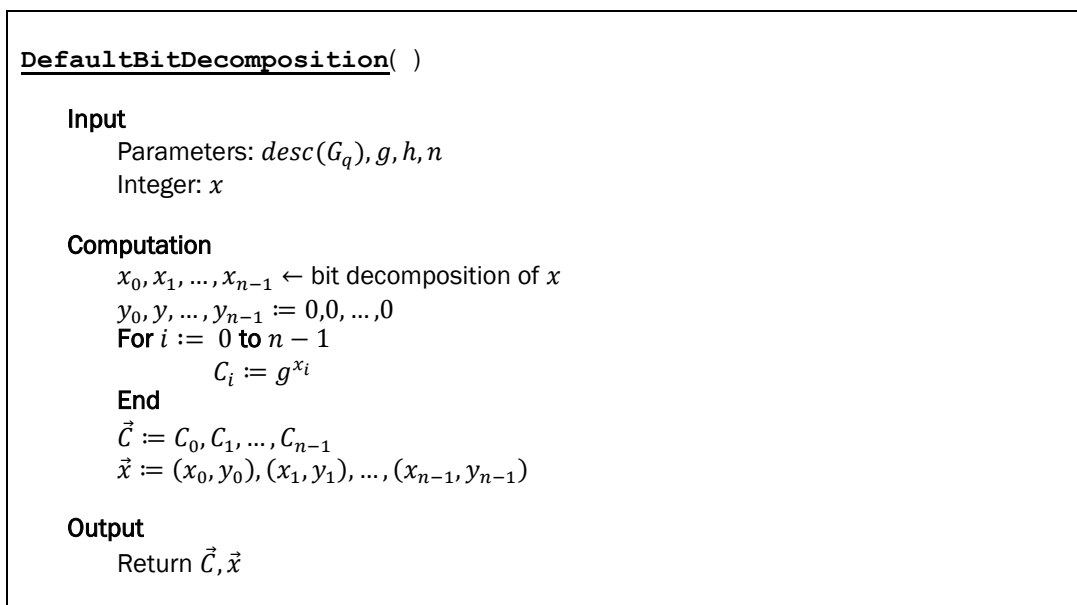 DefaultBitDecomposition( )
Input
Parameters: desc(G_q), g, h, n
Integer: x
Computation
x_0, x_1, … , x_{n−1} ← bit decomposition of x
y_0, y, … , y_{n−1} ≔ 0,0, … ,0
For i ≔ 0 to n − 1
C_i ≔ g^{x_i}
End
C⃗ ≔ C_0, C_1, … , C_{n−1}
x⃗ ≔ (x_0, y_0), (x_1, y_1), … , (x_{n−1}, y_{n−1})
Output
Return C⃗, x⃗